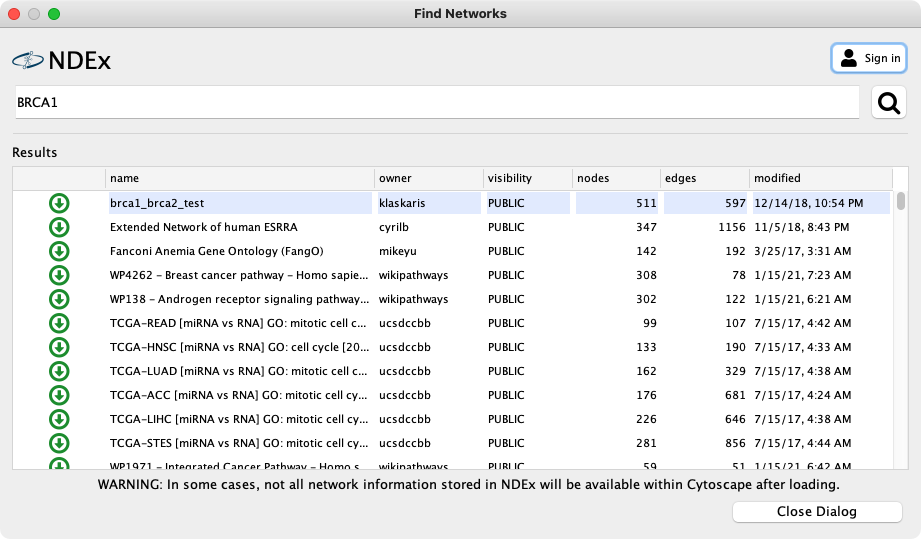 Find Networks
NDEx
Sign in
BRCA1
Results
name owner visibility nodes edges modified
brca1_brca2_test klaskaris PUBLIC 511 597 12/14/18, 10:54 PM
Extended Network of human ESRRA cyrilb PUBLIC 347 1156 11/5/18, 8:43 PM
Fanconi Anemia Gene Ontology (FangO) mikeyu PUBLIC 142 192 3/25/17, 3:31 AM
WP4262 – Breast cancer pathway – Homo sapie... wikipathways PUBLIC 308 78 1/15/21, 7:23 AM
WP138 – Androgen receptor signaling pathway... wikipathways PUBLIC 302 122 1/15/21, 6:21 AM
TCGA-READ [miRNA vs RNA] GO: mitotic cell c... ucsdccbb PUBLIC 99 107 7/15/17, 4:42 AM
TCGA-HNSC [miRNA vs RNA] GO: cell cycle [20... ucsdccbb PUBLIC 133 190 7/15/17, 4:33 AM
TCGA-LUAD [miRNA vs RNA] GO: mitotic cell c... ucsdccbb PUBLIC 162 329 7/15/17, 4:38 AM
TCGA-ACC [miRNA vs RNA] GO: mitotic cell cy... ucsdccbb PUBLIC 176 681 7/15/17, 4:24 AM
TCGA-LIHC [miRNA vs RNA] GO: mitotic cell cy... ucsdccbb PUBLIC 226 646 7/15/17, 4:38 AM
TCGA-STES [miRNA vs RNA] GO: mitotic cell cy... ucsdccbb PUBLIC 281 856 7/15/17, 4:44 AM
WP1971 – Integrated Cancer Pathway – Homo s... wikipathways PUBLIC 59 51 1/15/21, 6:42 AM
WARNING: In some cases, not all network information stored in NDEx will be available within Cytoscape after loading.
Close Dialog